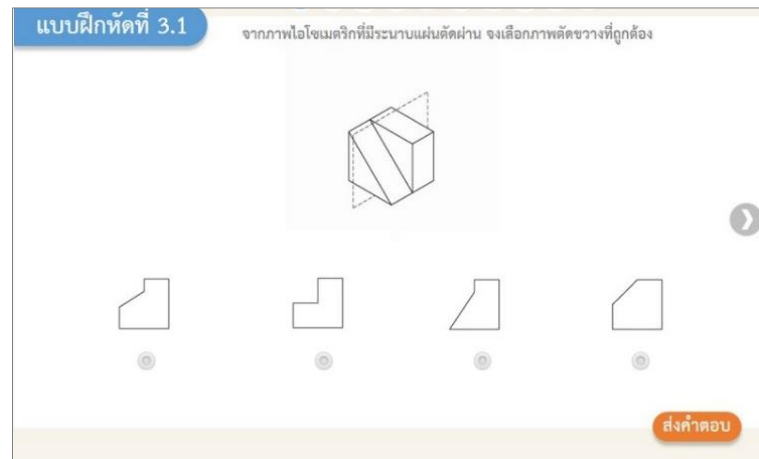 แบบฝึกหัดที่ 3.1
จากภาพไอโซเมตริกที่มีระนาบแผ่นตัดผ่าน จงเลือกภาพตัดขวางที่ถูกต้อง
ส่งคำตอบ